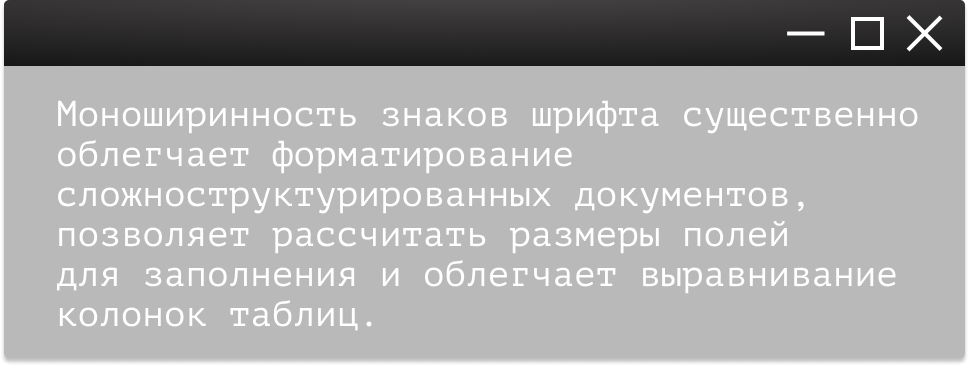 Моноширинность знаков шрифта существенно
облегчает форматирование
сложноструктурированных документов,
позволяет рассчитать размеры полей
для заполнения и облегчает выравнивание
колонок таблиц.